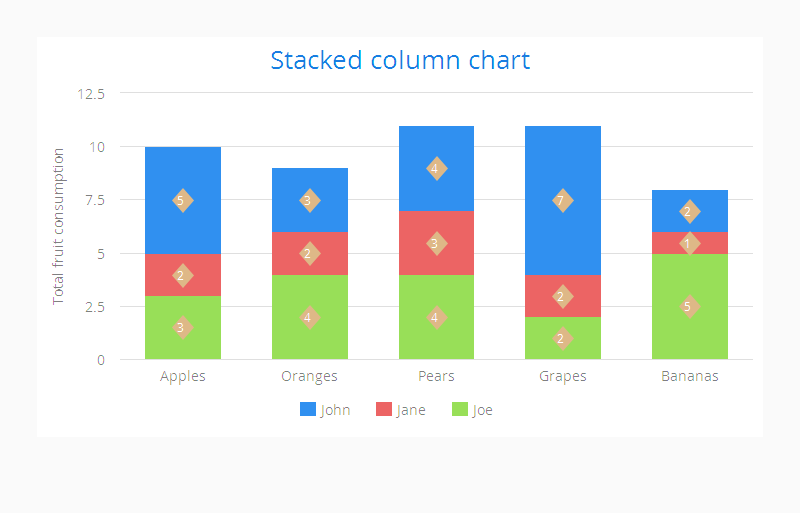 Stacked column chart
Total fruit consumption
12.5
10
7.5
5
2.5
0
5 3 4 7 2
2 2 3 2 1
3 4 4 2 5
Apples Oranges Pears Grapes Bananas
John Jane Joe